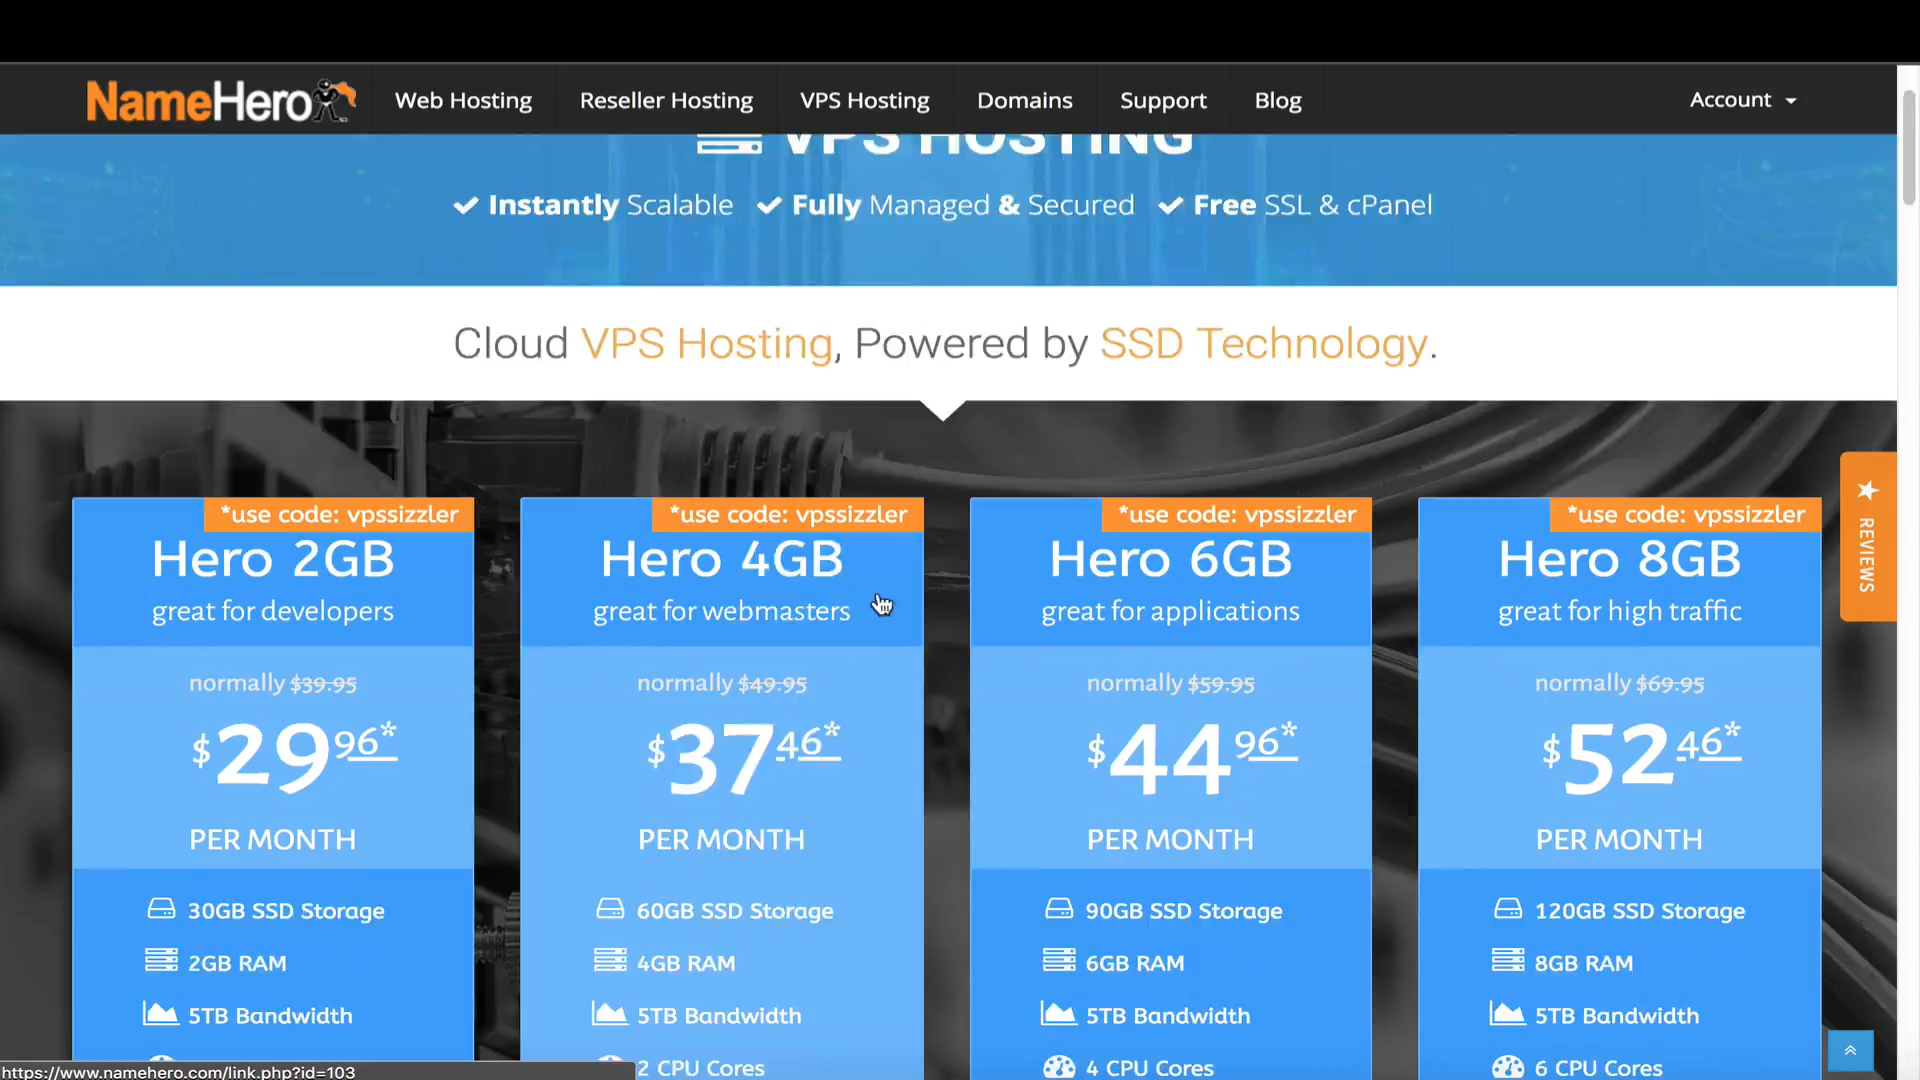 NameHero
Web Hosting
Reseller Hosting
VPS Hosting
Domains
Support
Blog
Account
VPS HOSTING
Instantly Scalable
Fully Managed & Secured
Free SSL & cPanel
Cloud VPS Hosting, Powered by SSD Technology.
*use code: vpssizzler
Hero 2GB
great for developers
normally $39.95
$29 96*
PER MONTH
30GB SSD Storage
2GB RAM
5TB Bandwidth
*use code: vpssizzler
Hero 4GB
great for webmasters
normally $49.95
$37 46*
PER MONTH
60GB SSD Storage
4GB RAM
5TB Bandwidth
2 CPU Cores
*use code: vpssizzler
Hero 6GB
great for applications
normally $59.95
$44 96*
PER MONTH
90GB SSD Storage
6GB RAM
5TB Bandwidth
4 CPU Cores
*use code: vpssizzler
Hero 8GB
great for high traffic
normally $69.95
$52 46*
PER MONTH
120GB SSD Storage
8GB RAM
5TB Bandwidth
6 CPU Cores
REVIEWS
https://www.namehero.com/link.php?id=103